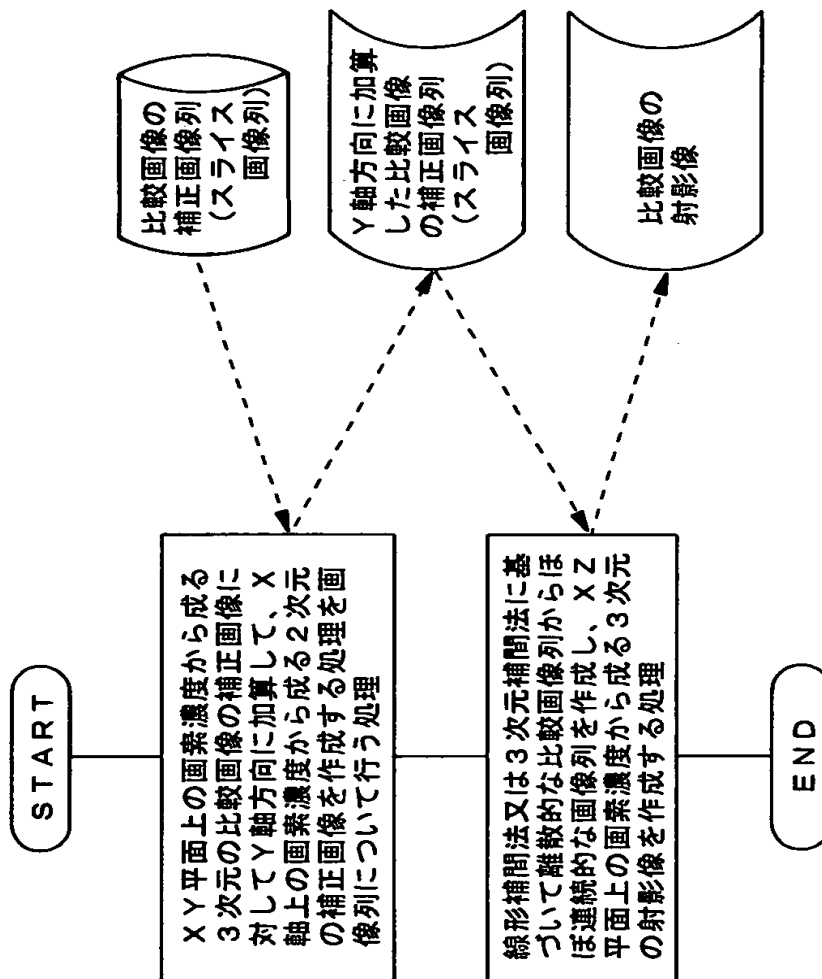 START
XY平面上の画素濃度から成る
3次元の比較画像の補正画像に
対してY軸方向に加算して、X
軸上の画素濃度から成る2次元
の補正画像を作成する処理を画
像列について行う処理
線形補間法又は3次元補間法に基
づいて離散的な比較画像列からほ
ぼ連続的な画像列を作成し、XZ
平面上の画素濃度から成る3次元
の射影像を作成する処理
END
比較画像の
補正画像列
(スライス
画像列)
Y軸方向に加算
した比較画像
の補正画像列
(スライス
画像列)
比較画像の
射影像